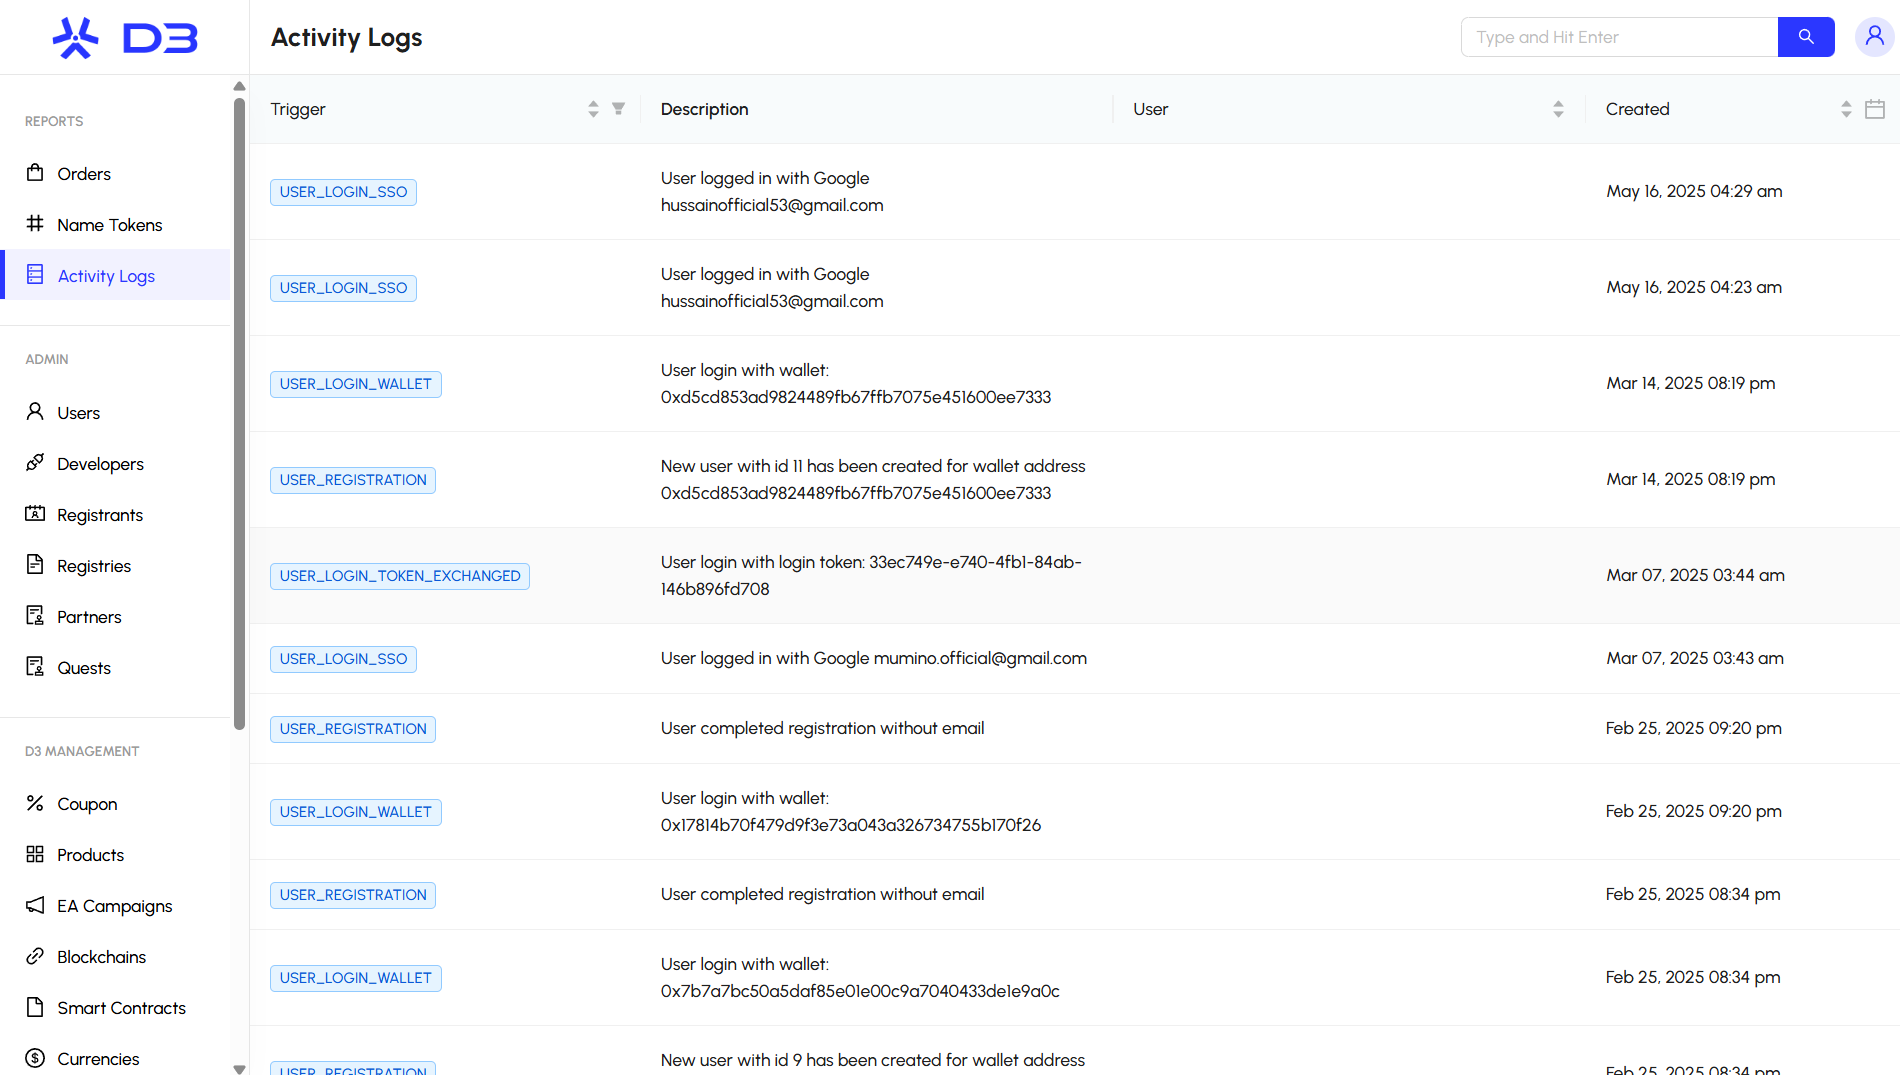 D3
Activity Logs
Type and Hit Enter
REPORTS
Orders
Name Tokens
Activity Logs
ADMIN
Users
Developers
Registrants
Registries
Partners
Quests
D3 MANAGEMENT
Coupon
Products
EA Campaigns
Blockchains
Smart Contracts
Currencies
Trigger Description User Created
USER_LOGIN_SSO
User logged in with Google
hussainofficial53@gmail.com
May 16, 2025 04:29 am
USER_LOGIN_SSO
User logged in with Google
hussainofficial53@gmail.com
May 16, 2025 04:23 am
USER_LOGIN_WALLET
User login with wallet:
0xd5cd853ad9824489fb67ffb7075e451600ee7333
Mar 14, 2025 08:19 pm
USER_REGISTRATION
New user with id 11 has been created for wallet address
0xd5cd853ad9824489fb67ffb7075e451600ee7333
Mar 14, 2025 08:19 pm
USER_LOGIN_TOKEN_EXCHANGED
User login with login token: 33ec749e-e740-4fb1-84ab-
146b896fd708
Mar 07, 2025 03:44 am
USER_LOGIN_SSO
User logged in with Google mumino.official@gmail.com
Mar 07, 2025 03:43 am
USER_REGISTRATION
User completed registration without email
Feb 25, 2025 09:20 pm
USER_LOGIN_WALLET
User login with wallet:
0x17814b70f479d9f3e73a043a326734755b170f26
Feb 25, 2025 09:20 pm
USER_REGISTRATION
User completed registration without email
Feb 25, 2025 08:34 pm
USER_LOGIN_WALLET
User login with wallet:
0x7b7a7bc50a5daf85e01e00c9a7040433de1e9a0c
Feb 25, 2025 08:34 pm
USER_REGISTRATION
New user with id 9 has been created for wallet address
Feb 25, 2025 08:34 pm